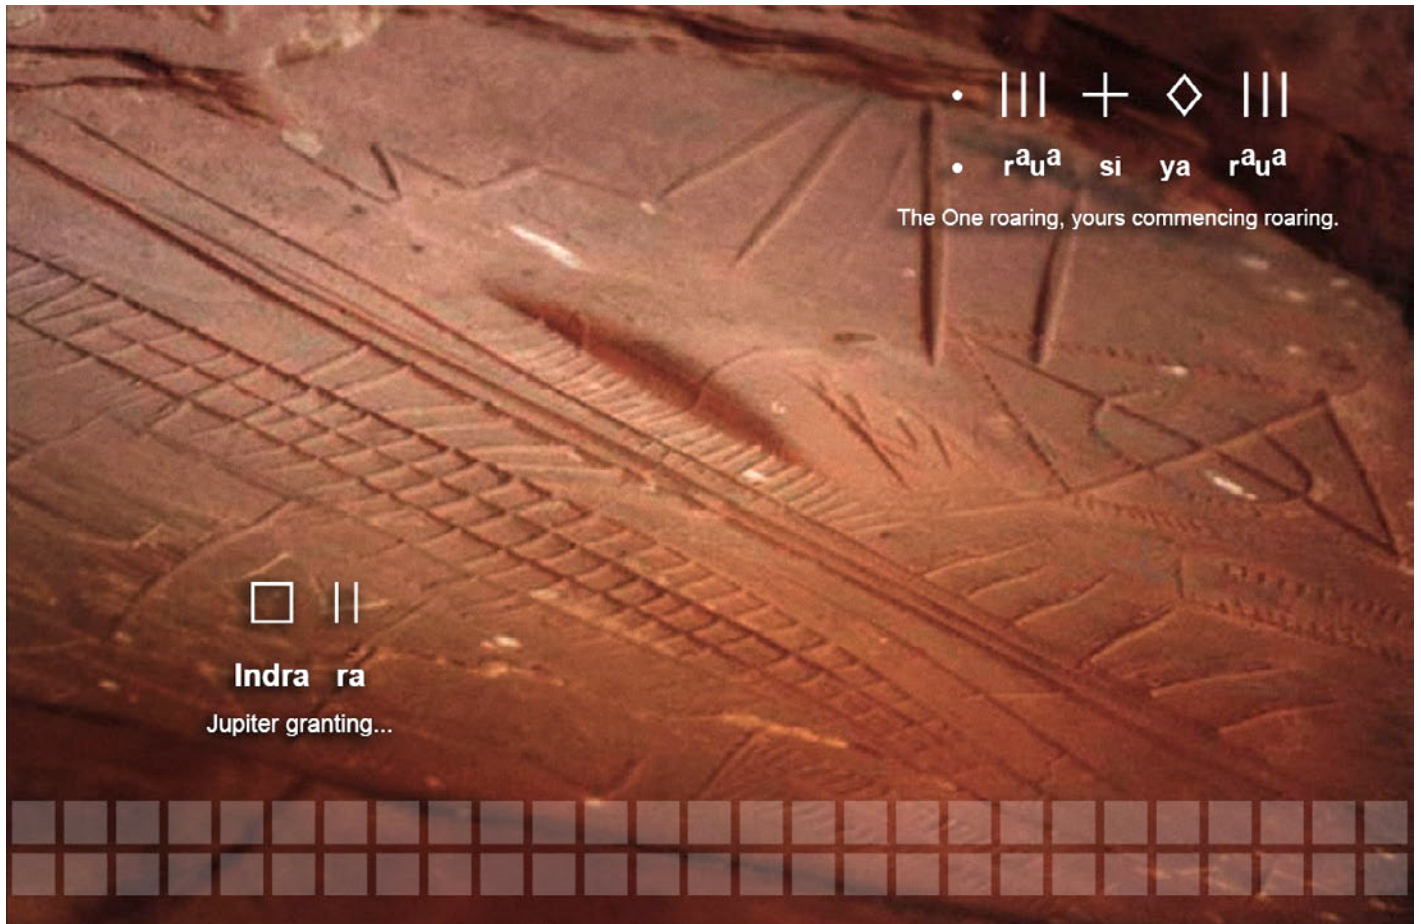 • ||| + ◇ |||
• rᵃuᵃ si ya rᵃuᵃ
The One roaring, yours commencing roaring.
□ ||
Indra ra
Jupiter granting...